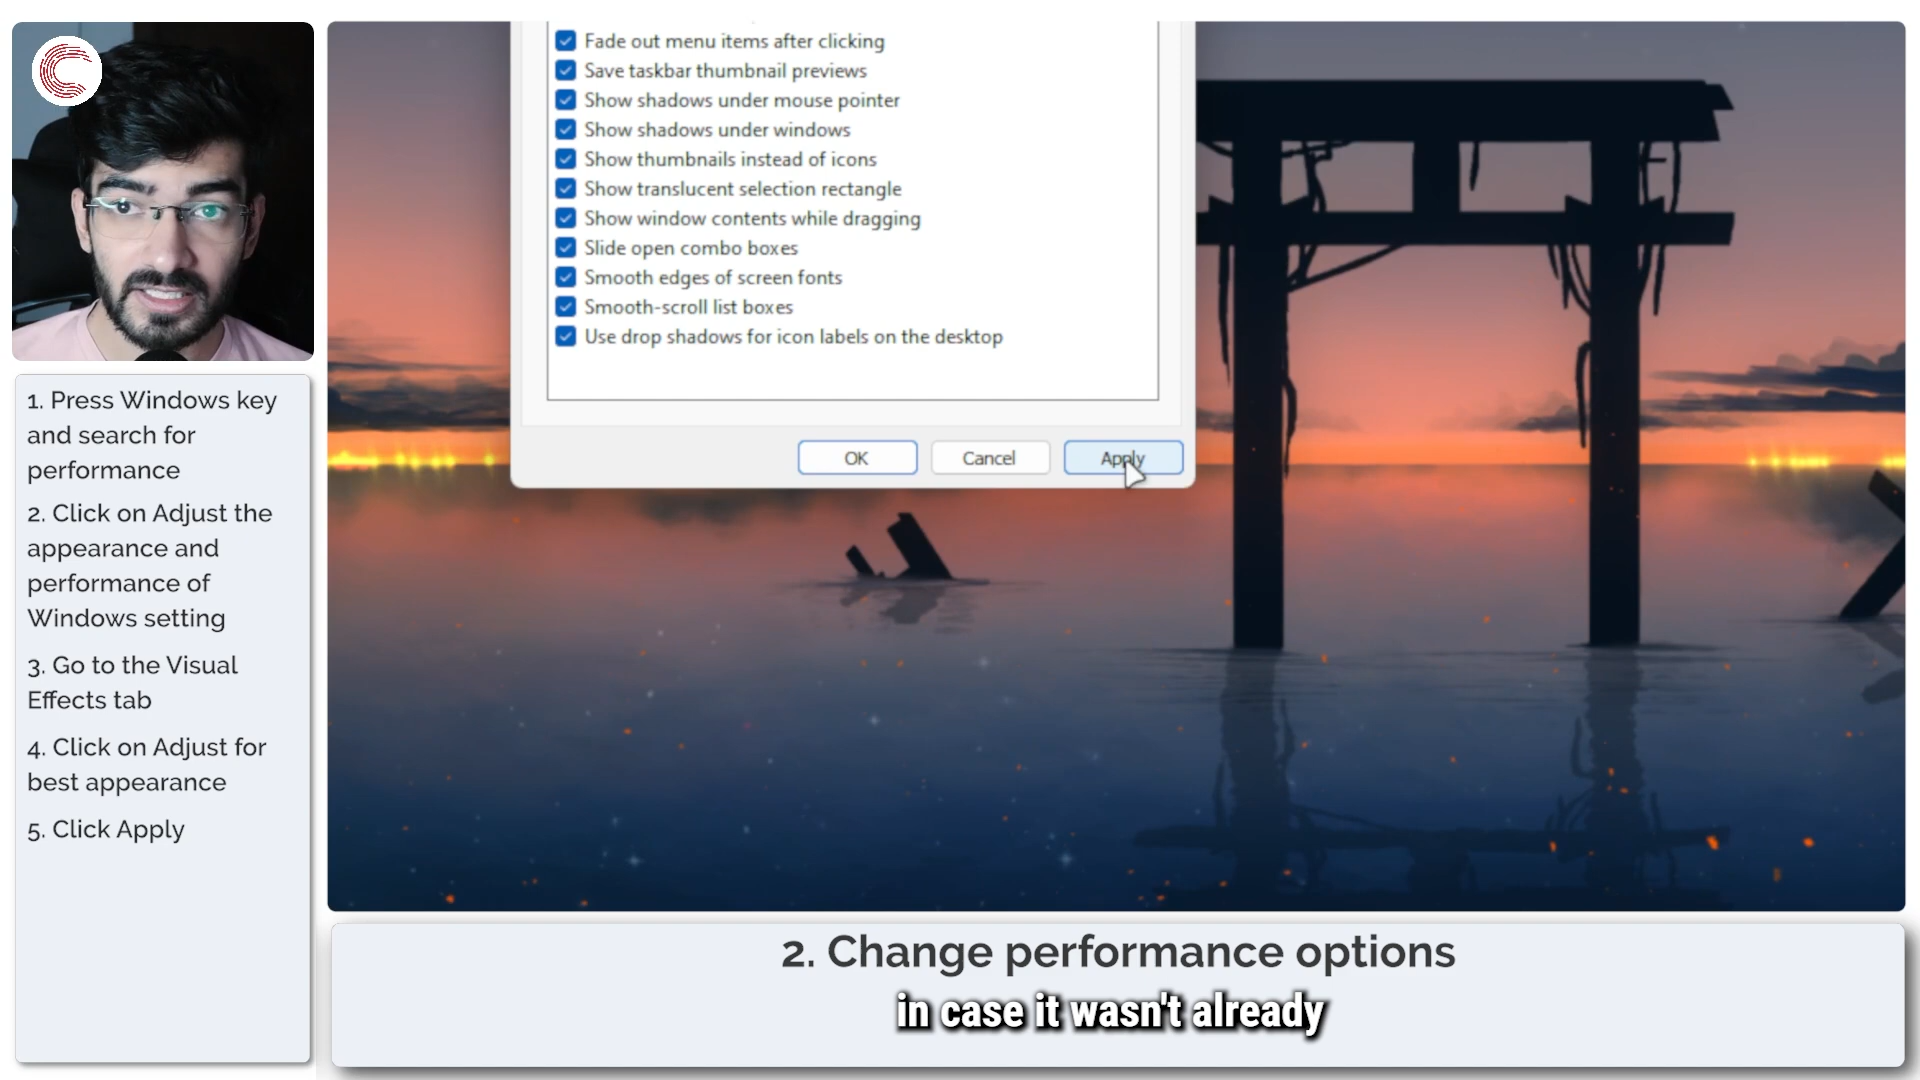 Fade out menu items after clicking
Save taskbar thumbnail previews
Show shadows under mouse pointer
Show shadows under windows
Show thumbnails instead of icons
Show translucent selection rectangle
Show window contents while dragging
Slide open combo boxes
Smooth edges of screen fonts
Smooth-scroll list boxes
Use drop shadows for icon labels on the desktop
OK Cancel Apply
1. Press Windows key
and search for
performance
2. Click on Adjust the
appearance and
performance of
Windows setting
3. Go to the Visual
Effects tab
4. Click on Adjust for
best appearance
5. Click Apply
2. Change performance options
in case it wasn't already